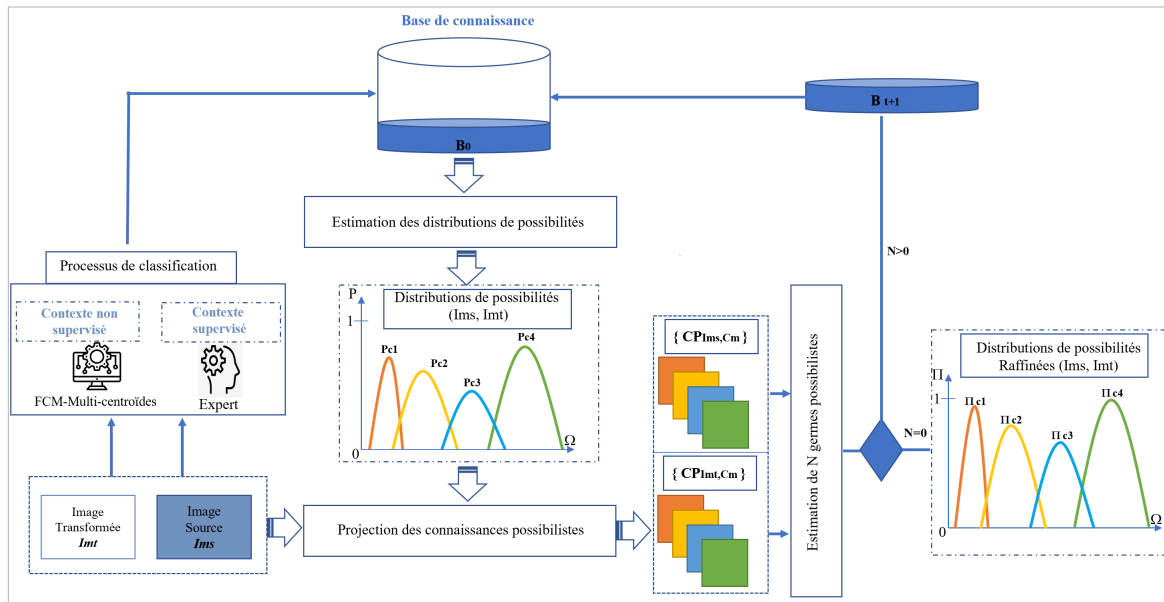 Base de connaissance
B0
B t+1
Estimation des distributions de possibilités
N>0
Processus de classification
Contexte non
supervisé
Contexte
supervisé
FCM-Multi-centroïdes
Expert
P
1
Distributions de possibilités
(Ims, Imt)
Pc1
Pc2
Pc3
Pc4
0
Ω
{ CPIms,Cm }
{ CPImt,Cm }
Estimation de N germes possibilistes
N=0
Distributions de possibilités
Raffinées (Ims, Imt)
Π
1
Π c1
Π c2
Π c3
Π c4
0
Ω
Image
Transformée
Imt
Image
Source
Ims
Projection des connaissances possibilistes